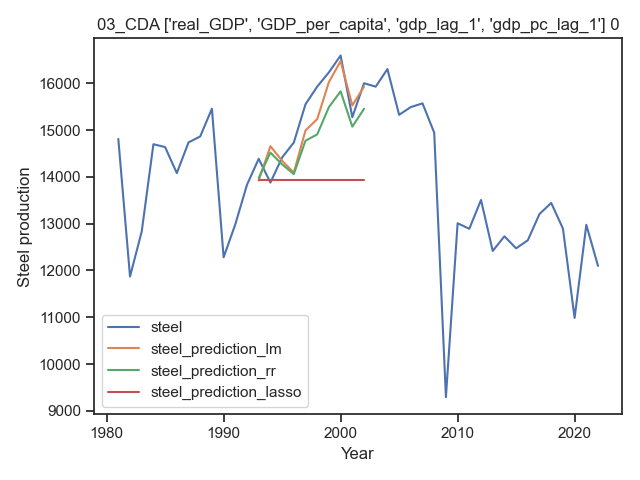 03_CDA ['real_GDP', 'GDP_per_capita', 'gdp_lag_1', 'gdp_pc_lag_1'] 0
Steel production
16000
15000
14000
13000
12000
11000
10000
9000
steel
steel_prediction_lm
steel_prediction_rr
steel_prediction_lasso
1980 1990 2000 2010 2020
Year